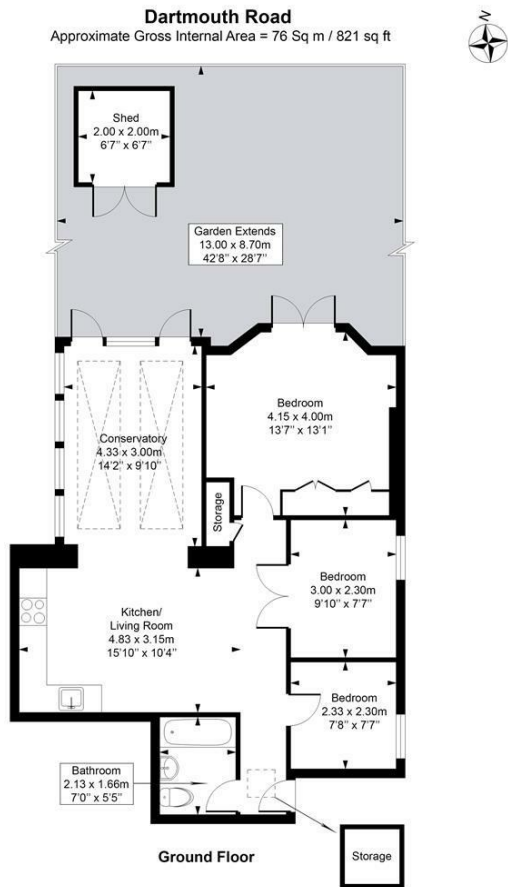 Dartmouth Road
Approximate Gross Internal Area = 76 Sq m / 821 sq ft
N
Shed
2.00 x 2.00m
6'7" x 6'7"
Garden Extends
13.00 x 8.70m
42'8" x 28'7"
Conservatory
4.33 x 3.00m
14'2" x 9'10"
Bedroom
4.15 x 4.00m
13'7" x 13'1"
Storage
Bedroom
3.00 x 2.30m
9'10" x 7'7"
Kitchen/
Living Room
4.83 x 3.15m
15'10" x 10'4"
Bedroom
2.33 x 2.30m
7'8" x 7'7"
Bathroom
2.13 x 1.66m
7'0" x 5'5"
Ground Floor
Storage